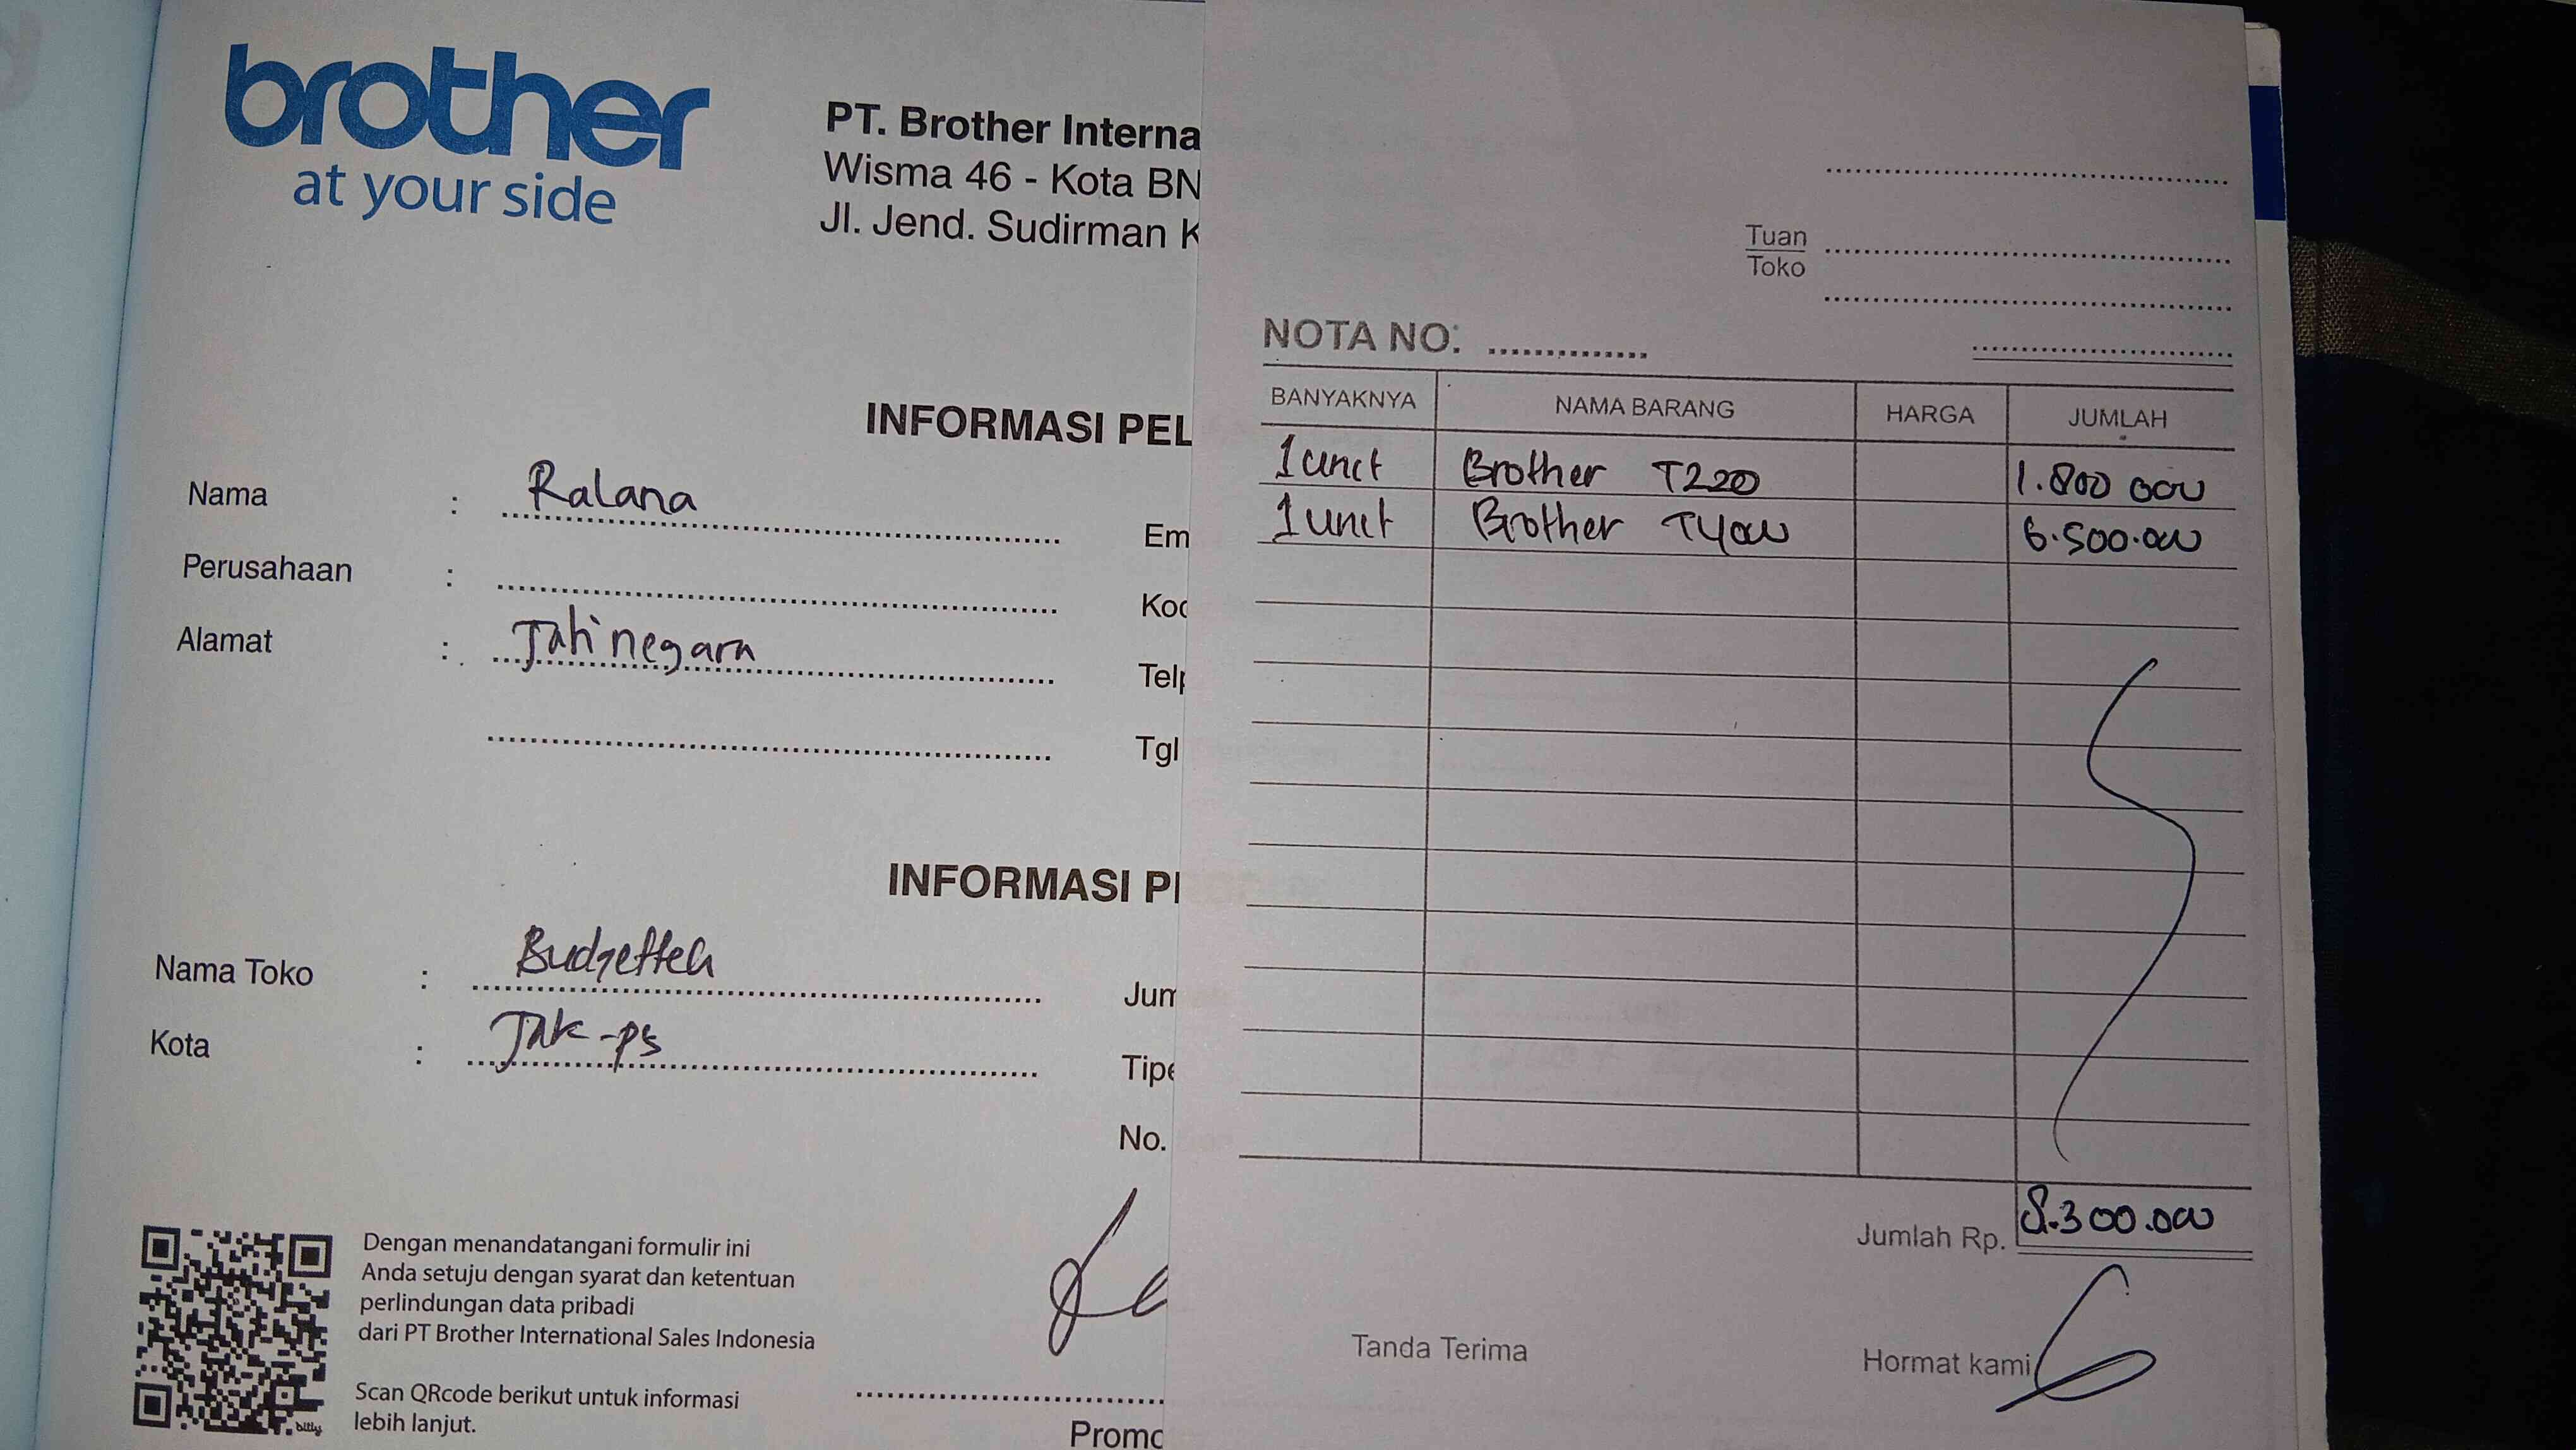 brother
at your side
PT. Brother Interna
Wisma 46 - Kota BN
Jl. Jend. Sudirman K
INFORMASI PEL
Nama : Ralana
Em
Perusahaan :
Koc
Alamat : Jatinegara
Telp
Tgl
INFORMASI P
Nama Toko : Budgettech
Jum
Kota : Jak-ps
Tipe
No.
Dengan menandatangani formulir ini
Anda setuju dengan syarat dan ketentuan
perlindungan data pribadi
dari PT Brother International Sales Indonesia
Scan QRcode berikut untuk informasi
lebih lanjut.
bitly
Promo
Tuan
Toko
NOTA NO:
BANYAKNYA NAMA BARANG HARGA JUMLAH
1 unit Brother T220 1.800 000
1 unit Brother T4000 6.500.000
Jumlah Rp. 8.300.000
Tanda Terima Hormat kami